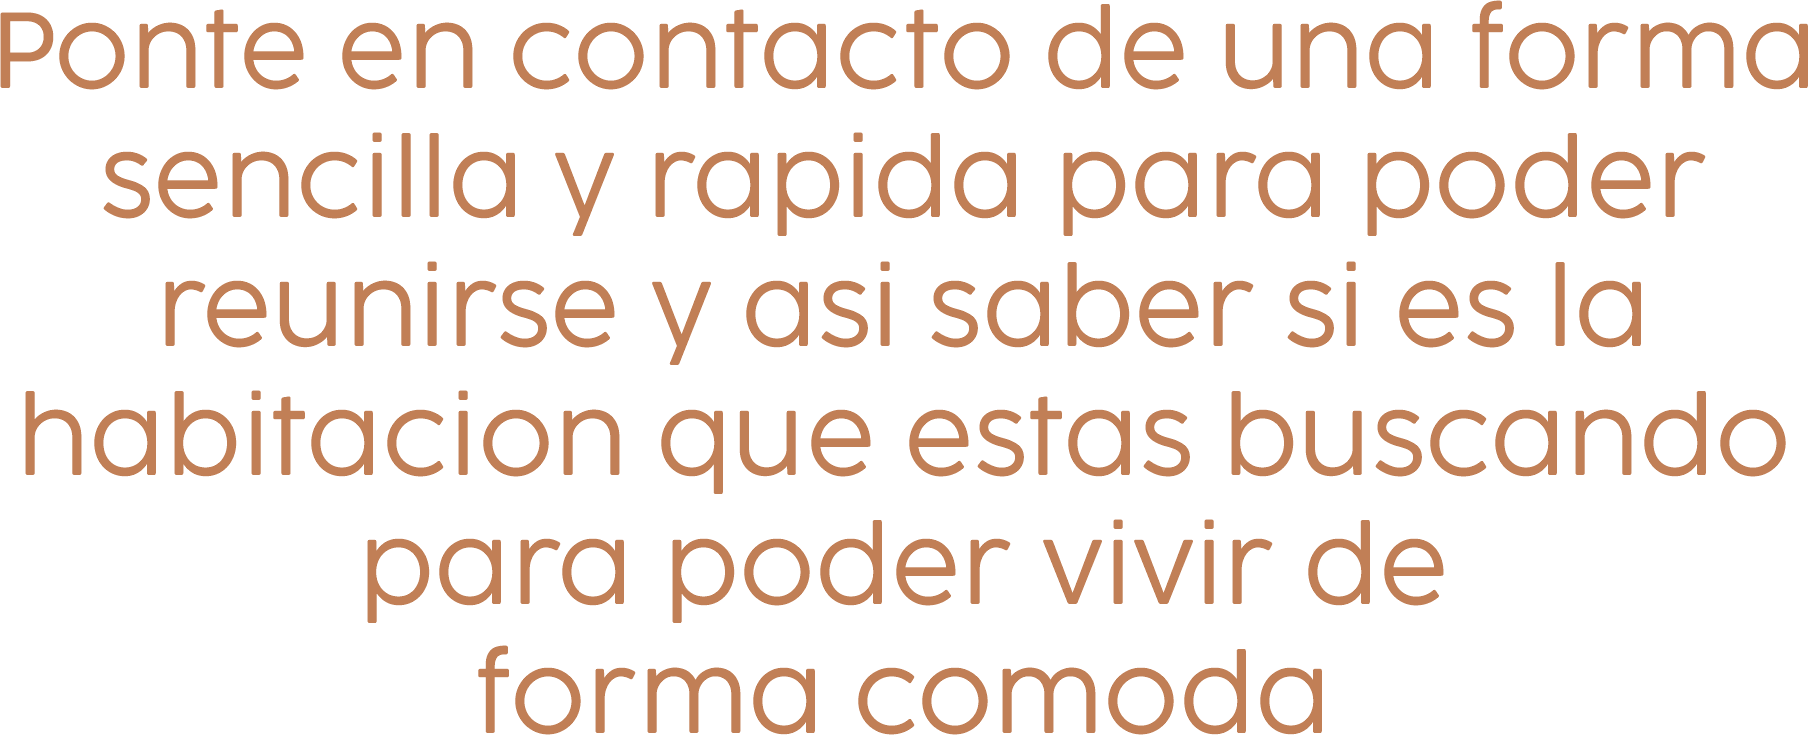 Ponte en contacto de una forma
sencilla y rapida para poder
reunirse y asi saber si es la
habitacion que estas buscando
para poder vivir de
forma comoda